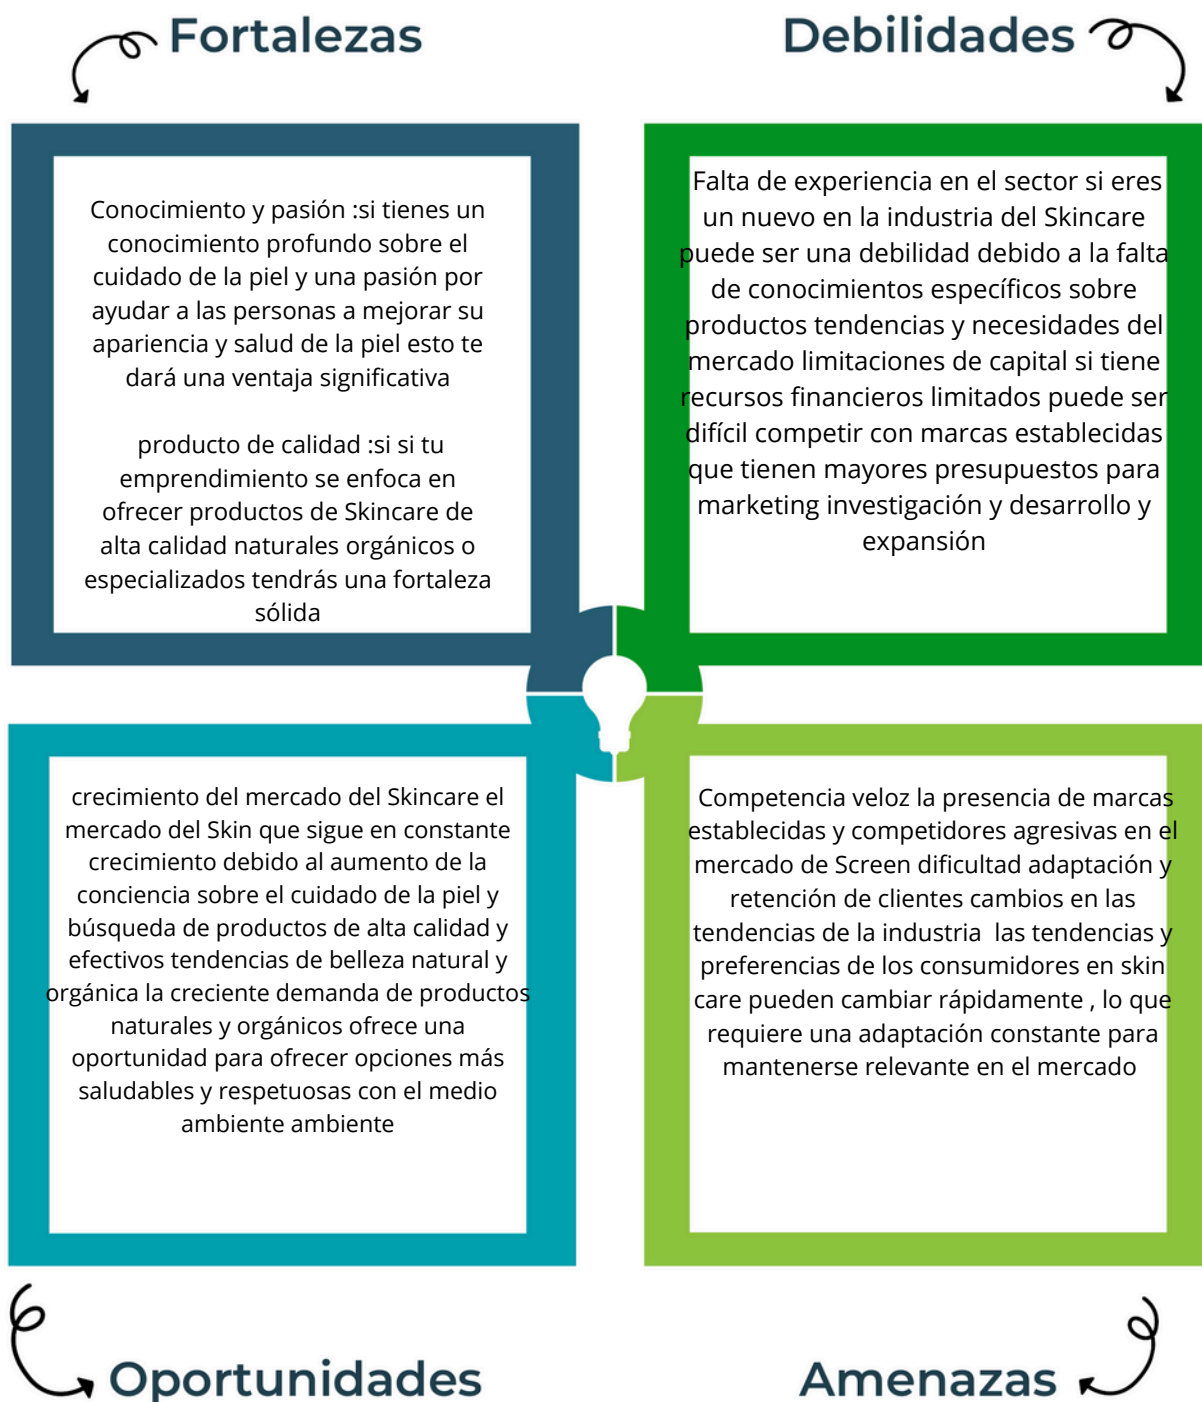 Fortalezas
Conocimiento y pasión :si tienes un
conocimiento profundo sobre el
cuidado de la piel y una pasión por
ayudar a las personas a mejorar su
apariencia y salud de la piel esto te
dará una ventaja significativa
producto de calidad :si si tu
emprendimiento se enfoca en
ofrecer productos de Skincare de
alta calidad naturales orgánicos o
especializados tendrás una fortaleza
sólida
Debilidades
Falta de experiencia en el sector si eres
un nuevo en la industria del Skincare
puede ser una debilidad debido a la falta
de conocimientos específicos sobre
productos tendencias y necesidades del
mercado limitaciones de capital si tiene
recursos financieros limitados puede ser
difícil competir con marcas establecidas
que tienen mayores presupuestos para
marketing investigación y desarrollo y
expansión
crecimiento del mercado del Skincare el
mercado del Skin que sigue en constante
crecimiento debido al aumento de la
conciencia sobre el cuidado de la piel y
búsqueda de productos de alta calidad y
efectivos tendencias de belleza natural y
orgánica la creciente demanda de productos
naturales y orgánicos ofrece una
oportunidad para ofrecer opciones más
saludables y respetuosas con el medio
ambiente ambiente
Oportunidades
Competencia veloz la presencia de marcas
establecidas y competidores agresivas en el
mercado de Screen dificultad adaptación y
retención de clientes cambios en las
tendencias de la industria  las tendencias y
preferencias de los consumidores en skin
care pueden cambiar rápidamente , lo que
requiere una adaptación constante para
mantenerse relevante en el mercado
Amenazas